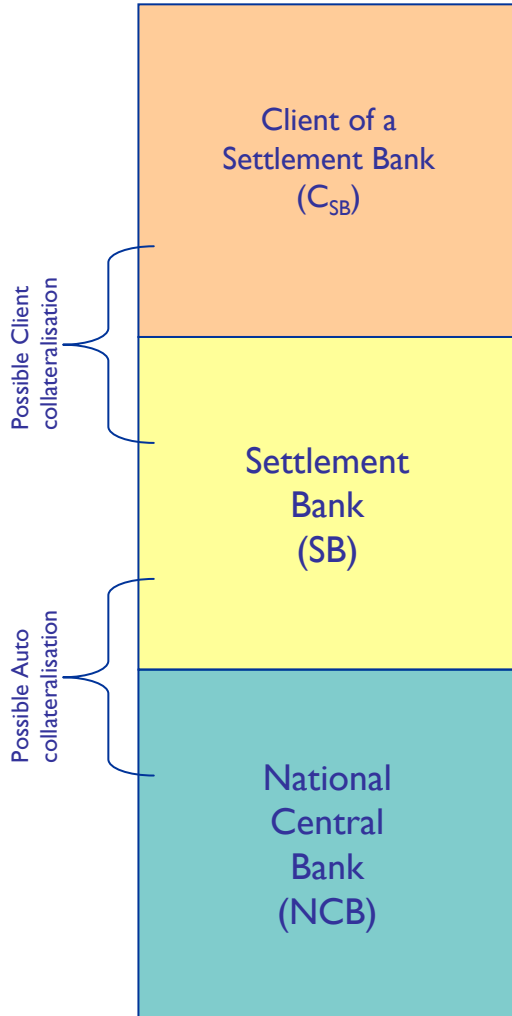 Client of a
Settlement Bank
(C_SB)
Possible Client
collateralisation
Settlement
Bank
(SB)
Possible Auto
collateralisation
National
Central
Bank
(NCB)